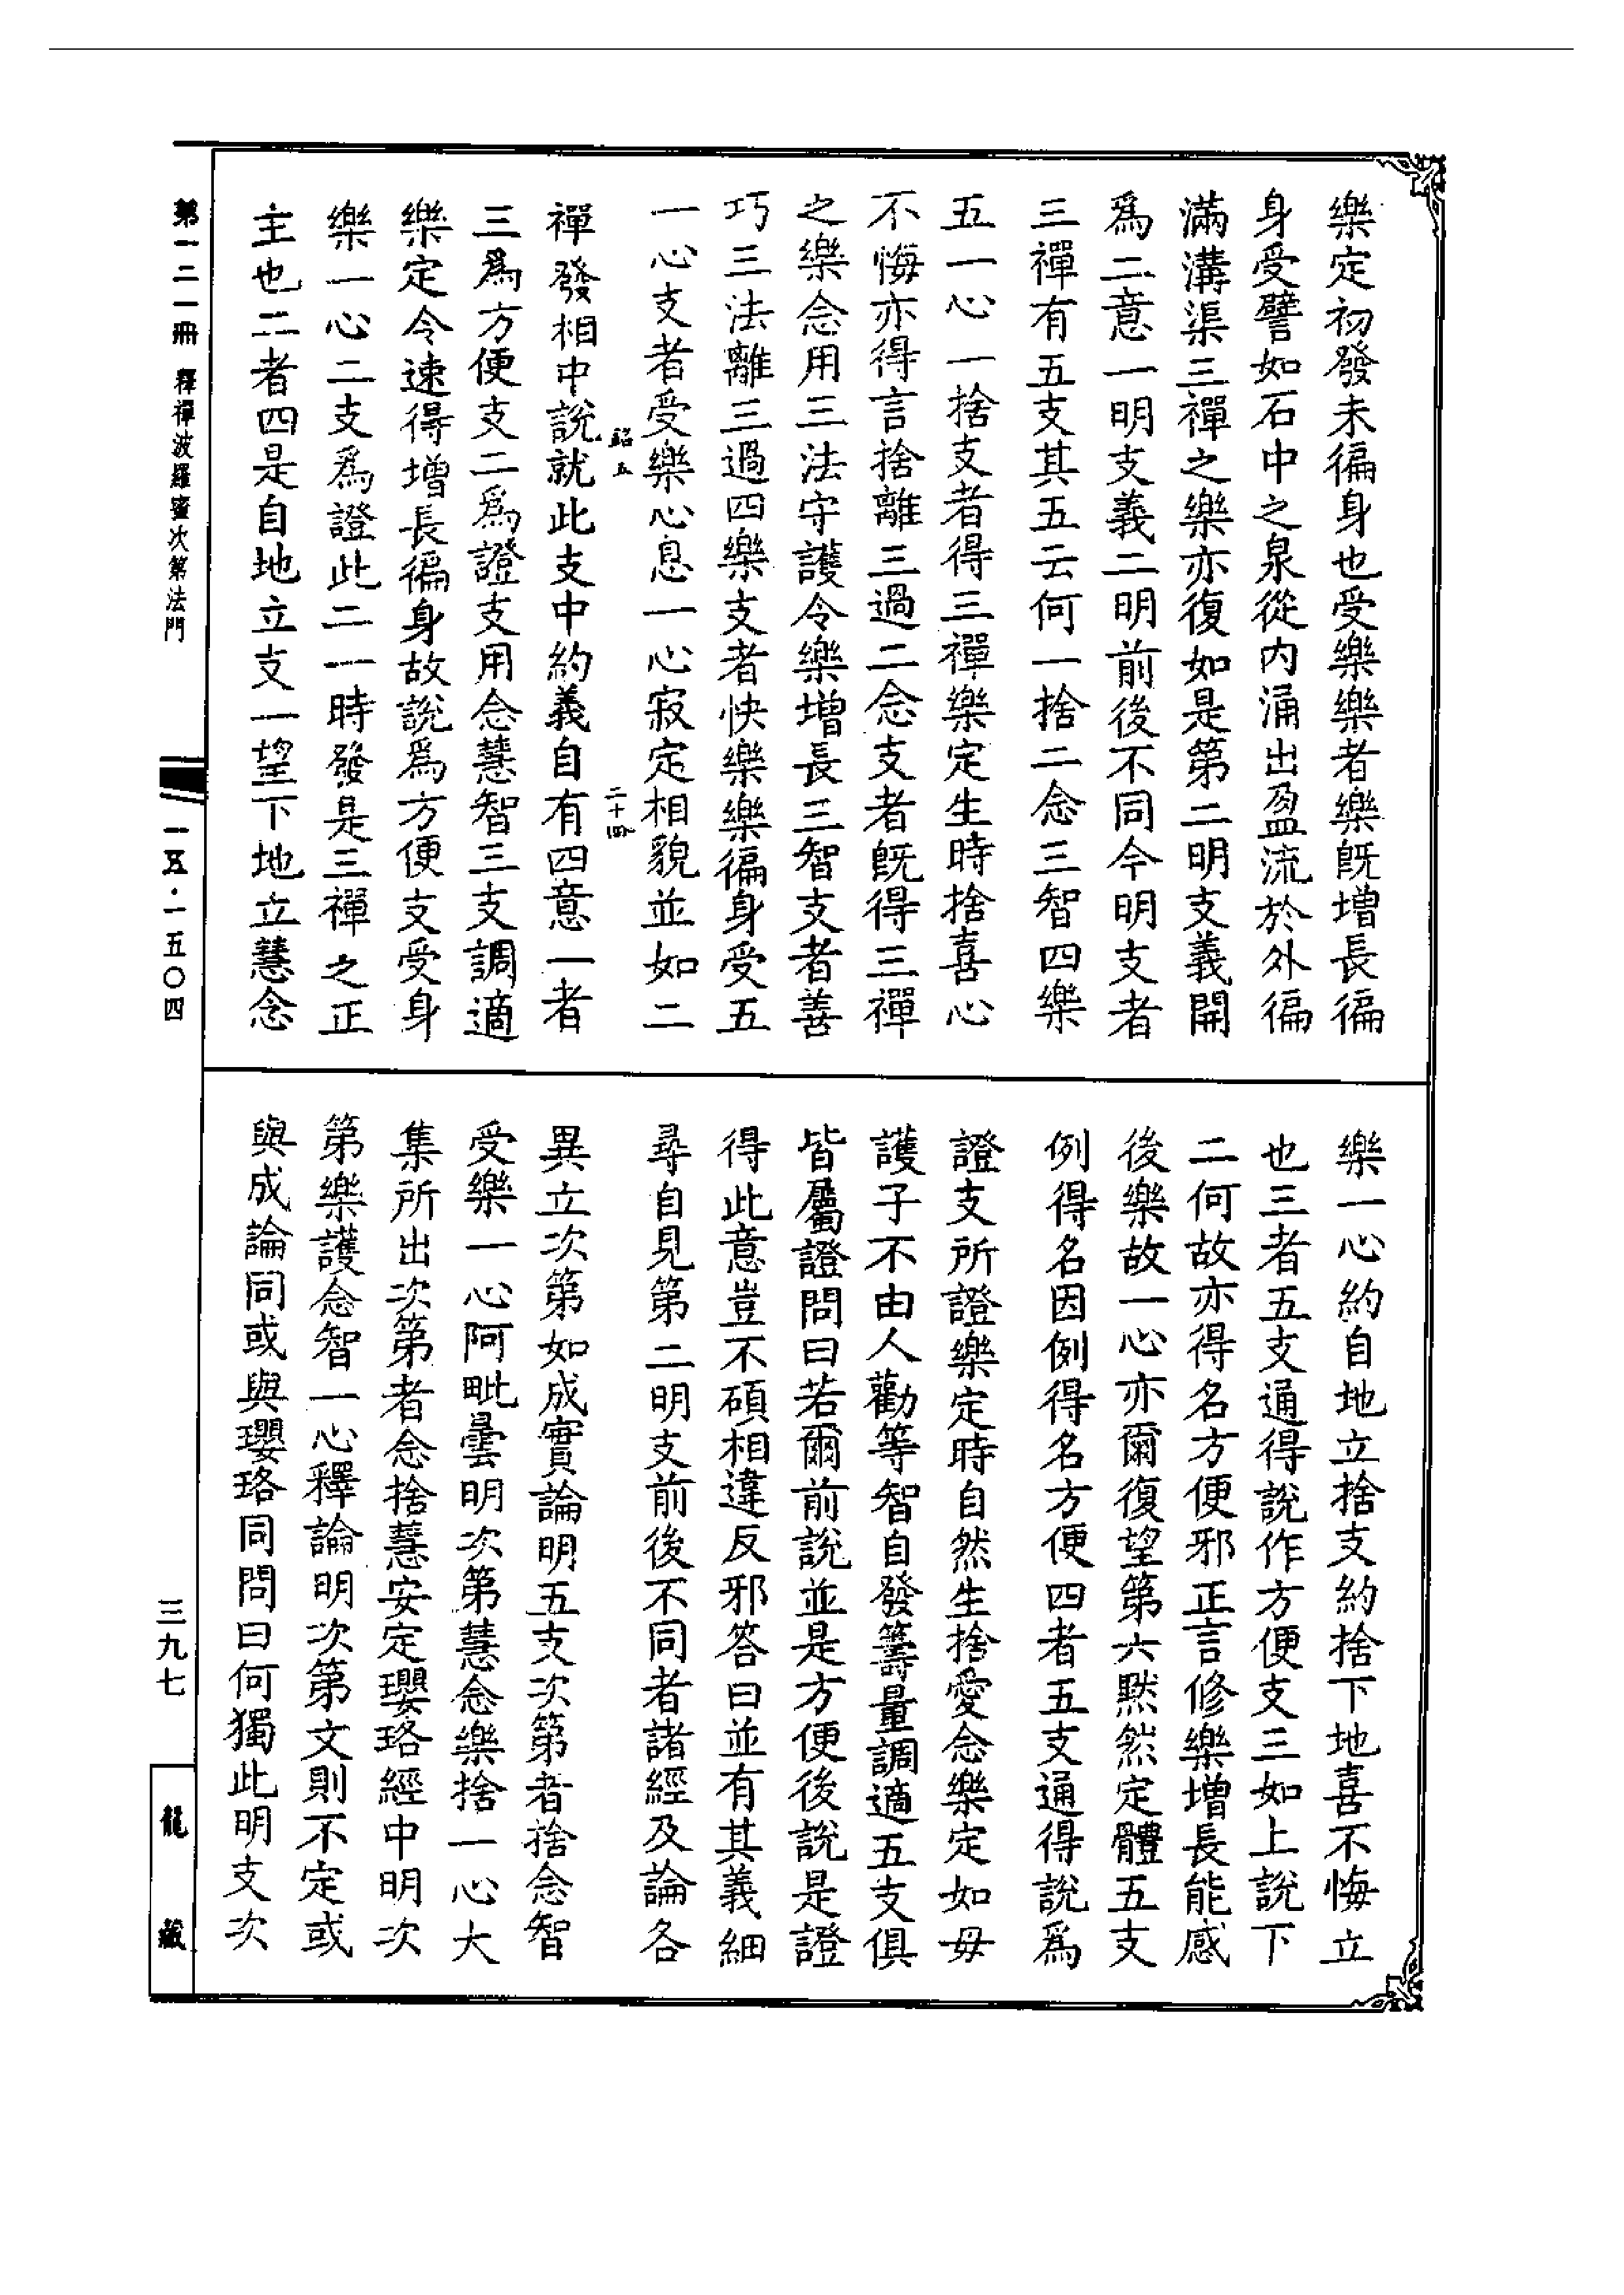 樂定初發未徧身也受樂樂者樂旣增長徧
身受譬如石中之泉從內涌出盈流於外徧
滿溝渠三禪之樂亦復如是第二明支義開
爲二意一明支義二明前後不同今明支者
三禪有五支其五云何一捨二念三智四樂
五一心一捨支者得三禪樂定生時捨喜心
不悔亦得言捨離三過二念支者旣得三禪
之樂念用三法守護令樂增長三智支者善
巧三法離三過四樂支者快樂樂徧身受五
一心支者受樂心息一心寂定相貌並如二
韶五
二十四
禪發相中說就此支中約義自有四意一者
三爲方便支二爲證支用念慧智三支調適
樂定令速得增長徧身故說爲方便支受身
樂一心二支爲證此二一時發是三禪之正
主也二者四是自地立支一望下地立慧念
樂一心約自地立捨支約捨下地喜不悔立
也三者五支通得說作方便支三如上說下
二何故亦得名方便邪正言修樂增長能感
後樂故一心亦爾復望第六默然定體五支
例得名因例得名方便四者五支通得說爲
證支所證樂定時自然生捨愛念樂定如毋
護子不由人勸等智自發籌量調適五支俱
皆屬證問曰若爾前說並是方便後說是證
得此意豈不碩相違反邪答曰並有其義細
尋自見第二明支前後不同者諸經及論各
異立次第如成實論明五支次第者捨念智
受樂一心阿毗曇明次第慧念樂捨一心大
集所出次第者念捨慧安定瓔珞經中明次
第樂護念智一心釋論明次第文則不定或
與成論同或與瓔珞同問曰何獨此明支次
第一二一冊
釋禪波羅蜜次第法門
一五五·一五〇四
三九七
龍藏